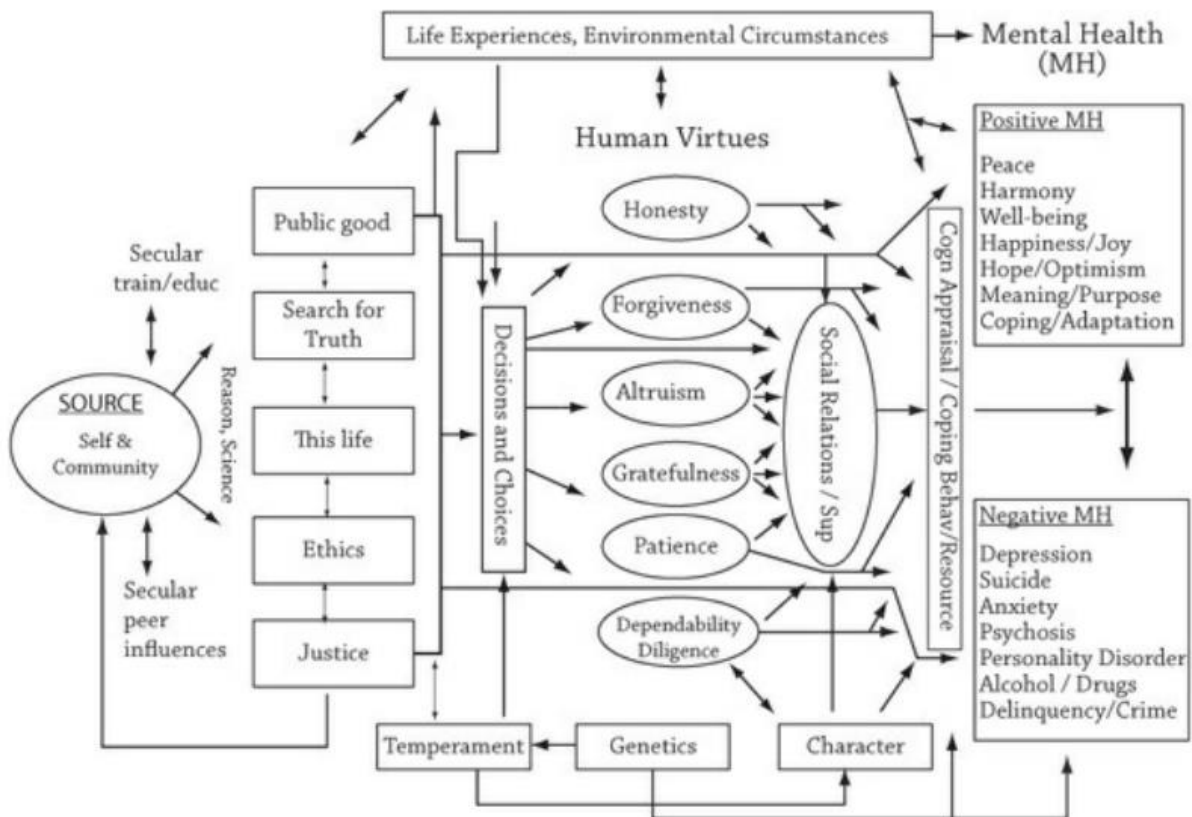 Life Experiences, Environmental Circumstances
Mental Health
(MH)
Human Virtues
Positive MH
Peace
Harmony
Well-being
Happiness/Joy
Hope/Optimism
Meaning/Purpose
Coping/Adaptation
Public good
Honesty
Secular
train/educ
Search for
Truth
Forgiveness
SOURCE
Self &
Community
Reason, Science
This life
Decisions and Choices
Altruism
Gratefulness
Social Relations / Sup
Cogn Appraisal / Coping Behav/Resource
Ethics
Patience
Secular
peer
influences
Justice
Dependability
Diligence
Negative MH
Depression
Suicide
Anxiety
Psychosis
Personality Disorder
Alcohol / Drugs
Delinquency/Crime
Temperament
Genetics
Character